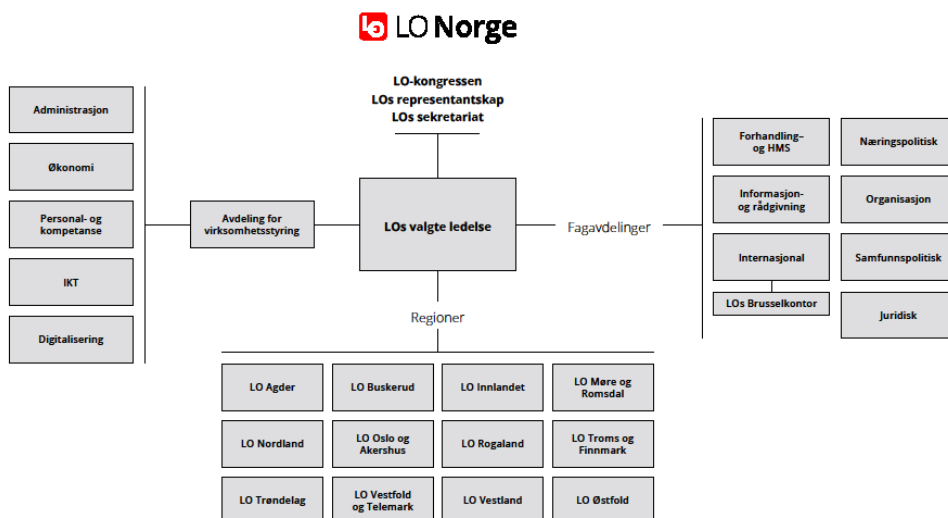 LO Norge
LO-kongressen
LOs representantskap
LOs sekretariat
Administrasjon
Økonomi
Personal- og
kompetanse
IKT
Digitalisering
Avdeling for
virksomhetsstyring
LOs valgte ledelse
Fagavdelinger
Forhandling–
og HMS
Næringspolitisk
Informasjon-
og rådgivning
Organisasjon
Internasjonal
Samfunnspolitisk
LOs Brusselkontor
Juridisk
Regioner
LO Agder
LO Buskerud
LO Innlandet
LO Møre og
Romsdal
LO Nordland
LO Oslo og
Akershus
LO Rogaland
LO Troms og
Finnmark
LO Trøndelag
LO Vestfold
og Telemark
LO Vestland
LO Østfold